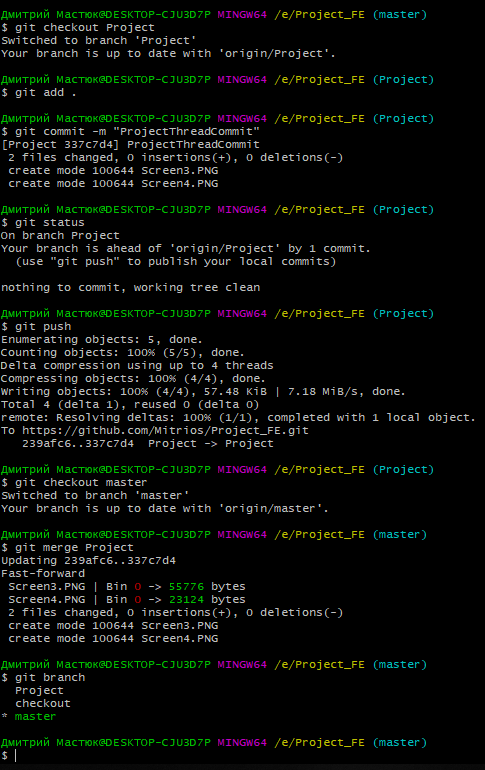 Дмитрий Мастюк@DESKTOP-CJU3D7P MINGW64 /e/Project_FE (master)
$ git checkout Project
Switched to branch 'Project'
Your branch is up to date with 'origin/Project'.
Дмитрий Мастюк@DESKTOP-CJU3D7P MINGW64 /e/Project_FE (Project)
$ git add .
Дмитрий Мастюк@DESKTOP-CJU3D7P MINGW64 /e/Project_FE (Project)
$ git commit -m "ProjectThreadCommit"
[Project 337c7d4] ProjectThreadCommit
 2 files changed, 0 insertions(+), 0 deletions(-)
 create mode 100644 Screen3.PNG
 create mode 100644 Screen4.PNG
Дмитрий Мастюк@DESKTOP-CJU3D7P MINGW64 /e/Project_FE (Project)
$ git status
On branch Project
Your branch is ahead of 'origin/Project' by 1 commit.
  (use "git push" to publish your local commits)
nothing to commit, working tree clean
Дмитрий Мастюк@DESKTOP-CJU3D7P MINGW64 /e/Project_FE (Project)
$ git push
Enumerating objects: 5, done.
Counting objects: 100% (5/5), done.
Delta compression using up to 4 threads
Compressing objects: 100% (4/4), done.
Writing objects: 100% (4/4), 57.48 KiB | 7.18 MiB/s, done.
Total 4 (delta 1), reused 0 (delta 0)
remote: Resolving deltas: 100% (1/1), completed with 1 local object.
To https://github.com/Mitrios/Project_FE.git
   239afc6..337c7d4  Project -> Project
Дмитрий Мастюк@DESKTOP-CJU3D7P MINGW64 /e/Project_FE (Project)
$ git checkout master
Switched to branch 'master'
Your branch is up to date with 'origin/master'.
Дмитрий Мастюк@DESKTOP-CJU3D7P MINGW64 /e/Project_FE (master)
$ git merge Project
Updating 239afc6..337c7d4
Fast-forward
 Screen3.PNG | Bin 0 -> 55776 bytes
 Screen4.PNG | Bin 0 -> 23124 bytes
 2 files changed, 0 insertions(+), 0 deletions(-)
 create mode 100644 Screen3.PNG
 create mode 100644 Screen4.PNG
Дмитрий Мастюк@DESKTOP-CJU3D7P MINGW64 /e/Project_FE (master)
$ git branch
  Project
  checkout
* master
Дмитрий Мастюк@DESKTOP-CJU3D7P MINGW64 /e/Project_FE (master)
$